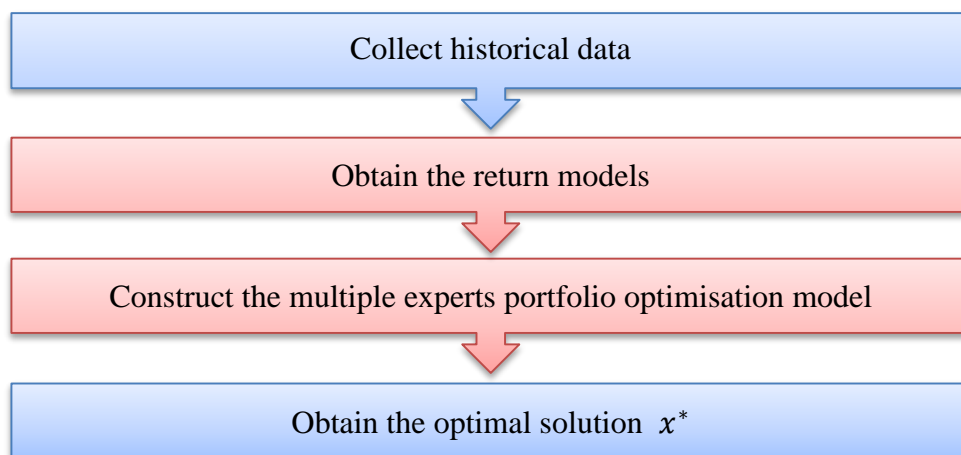 Collect historical data
Obtain the return models
Construct the multiple experts portfolio optimisation model
Obtain the optimal solution x*